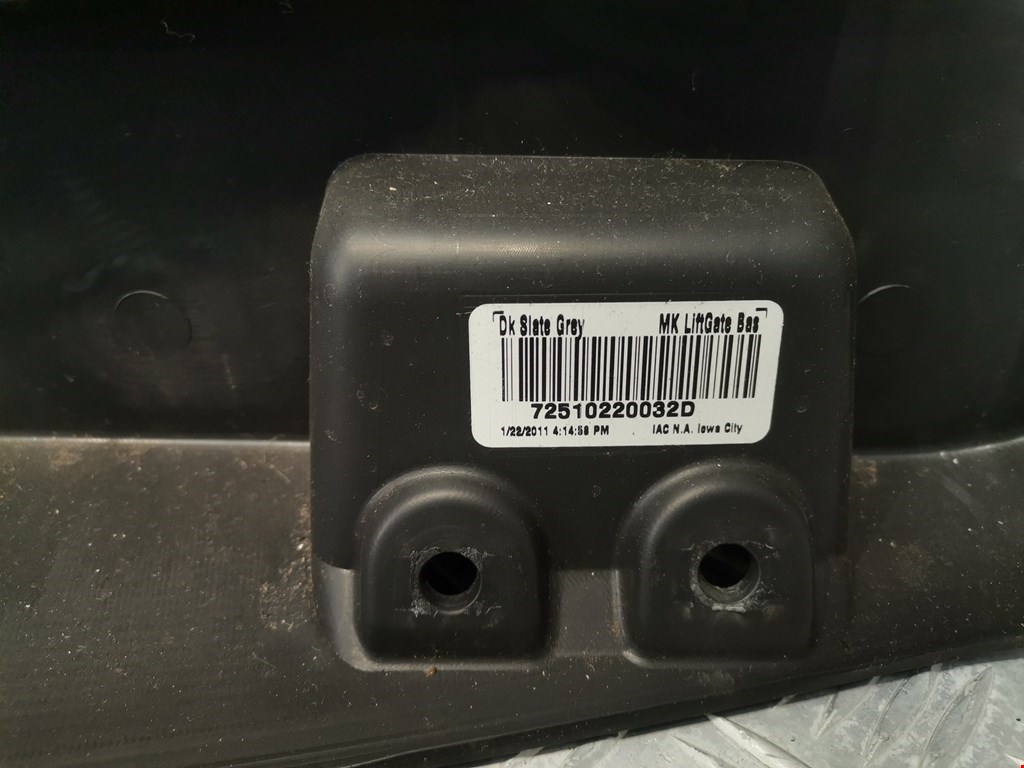 Dk Slate Grey MK LiftGate Bas
72510220032D
1/22/2011 4:14:58 PM IAC N.A. Iowa City